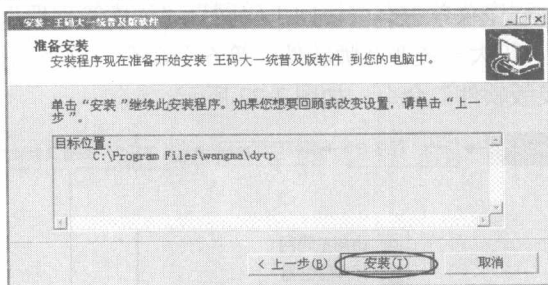 安装 王码大一统普及版软件
准备安装
安装程序现在准备开始安装 王码大一统普及版软件 到您的电脑中。
单击“安装”继续此安装程序。如果您想要回顾或改变设置，请单击“上一
步”。
目标位置：
C:\Program Files\wangma\dytp
< 上一步(B)
安装(I)
取消